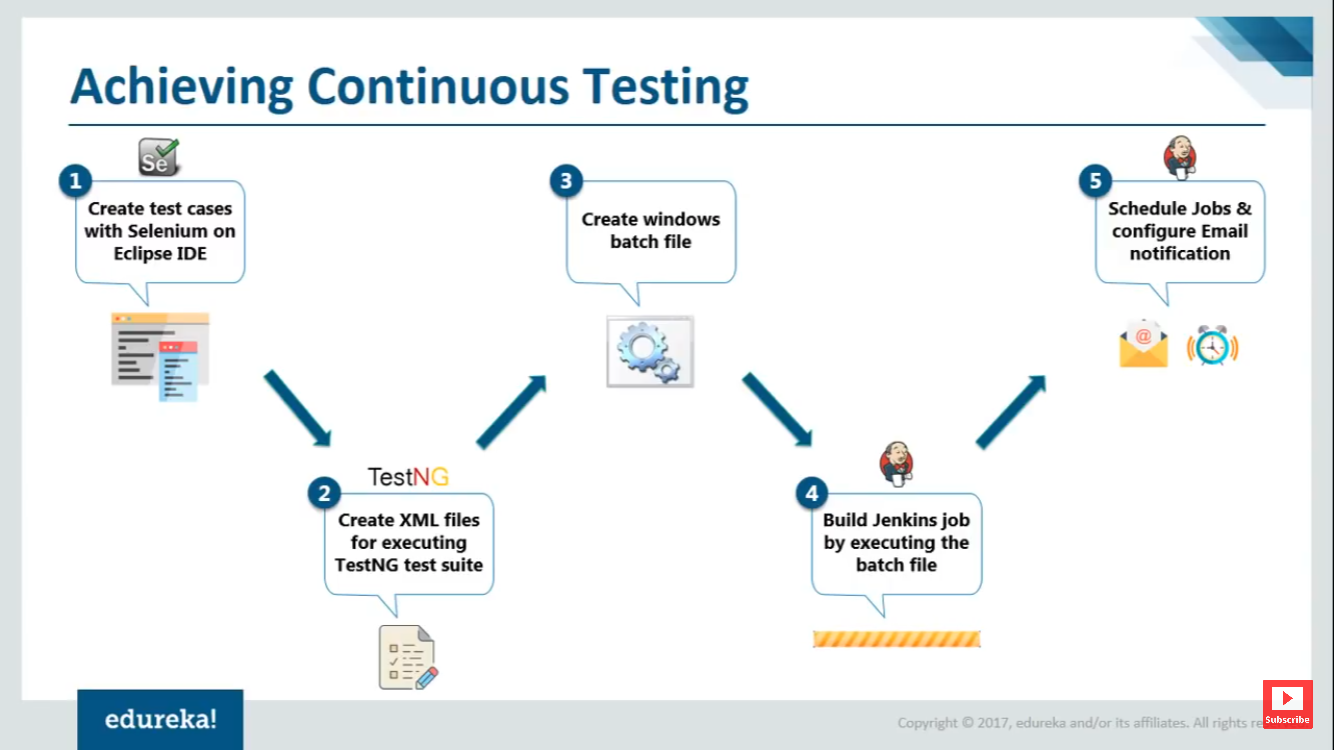 Achieving Continuous Testing
Se
1
Create test cases
with Selenium on
Eclipse IDE
TestNG
2
Create XML files
for executing
TestNG test suite
3
Create windows
batch file
4
Build Jenkins job
by executing the
batch file
5
Schedule Jobs &
configure Email
notification
@
edureka!
Copyright © 2017, edureka and/or its affiliates. All rights
Subscribe